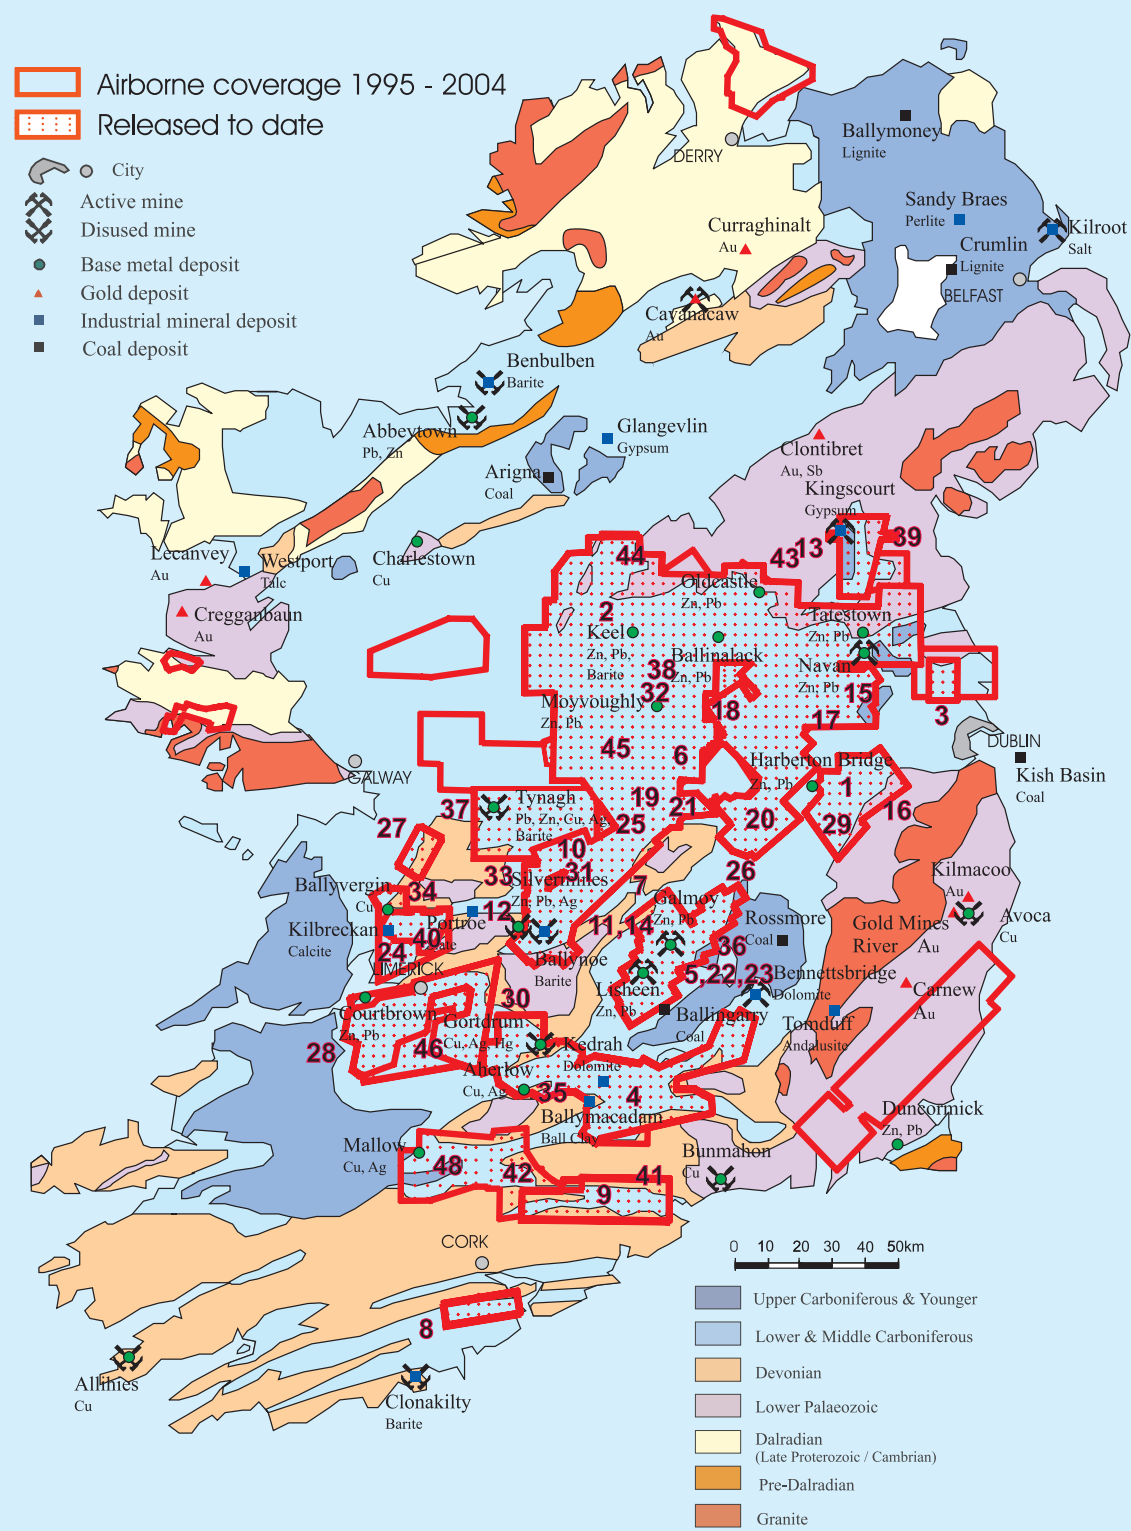 Airborne coverage 1995 - 2004
Released to date
City
Active mine
Disused mine
Base metal deposit
Gold deposit
Industrial mineral deposit
Coal deposit
Ballymoney
Lignite
DERRY
Sandy Braes
Perlite
Kilroot
Salt
Curraghinalt
Au
Crumlin
Lignite
BELFAST
Cavanacaw
Au
Benbulben
Barite
Abbeytown
Pb, Zn
Glangevlin
Gypsum
Arigna
Coal
Clontibret
Au, Sb
Kingscourt
Gypsum
Lecanvey
Au
Westport
Talc
Charlestown
Cu
44
43
13
39
Oldcastle
Zn, Pb
Cregganbaun
Au
2
Keel
Zn, Pb,
Barite
Tatestown
Zn, Pb
Ballinalack
Zn, Pb
38
32
Navan
Zn, Pb
15
Moyvoughly
Zn, Pb
18
17
3
45
6
DUBLIN
GALWAY
Harberton Bridge
Zn, Pb
Kish Basin
Coal
1
37
Tynagh
Pb, Zn, Cu, Ag,
Barite
19
21
20
16
27
25
29
10
31
26
33
Silvermines
Zn, Pb, Ag
7
Kilmacoo
Au
Ballyvergin
Cu
34
12
Galmoy
Zn, Pb
Rossmore
Coal
Gold Mines
River
Au
Avoca
Cu
Kilbreckan
Calcite
Portroe
Slate
40
24
11,14
36
LIMERICK
Ballynoe
Barite
5,22,23
Bennettsbridge
Dolomite
Lisheen
Zn, Pb
Carnew
Au
30
Courtbrown
Zn, Pb
Gortdrum
Cu, Ag, Hg
Ballingarry
Coal
Tomduff
Andalusite
28
46
Kedrah
Dolomite
Aherlow
Cu, Ag
35
4
Ballymacadam
Ball Clay
Duncormick
Zn, Pb
Mallow
Cu, Ag
48
42
41
Bunmahon
Cu
9
CORK
0 10 20 30 40 50km
8
Allihies
Cu
Clonakilty
Barite
Upper Carboniferous & Younger
Lower & Middle Carboniferous
Devonian
Lower Palaeozoic
Dalradian
(Late Proterozoic / Cambrian)
Pre-Dalradian
Granite